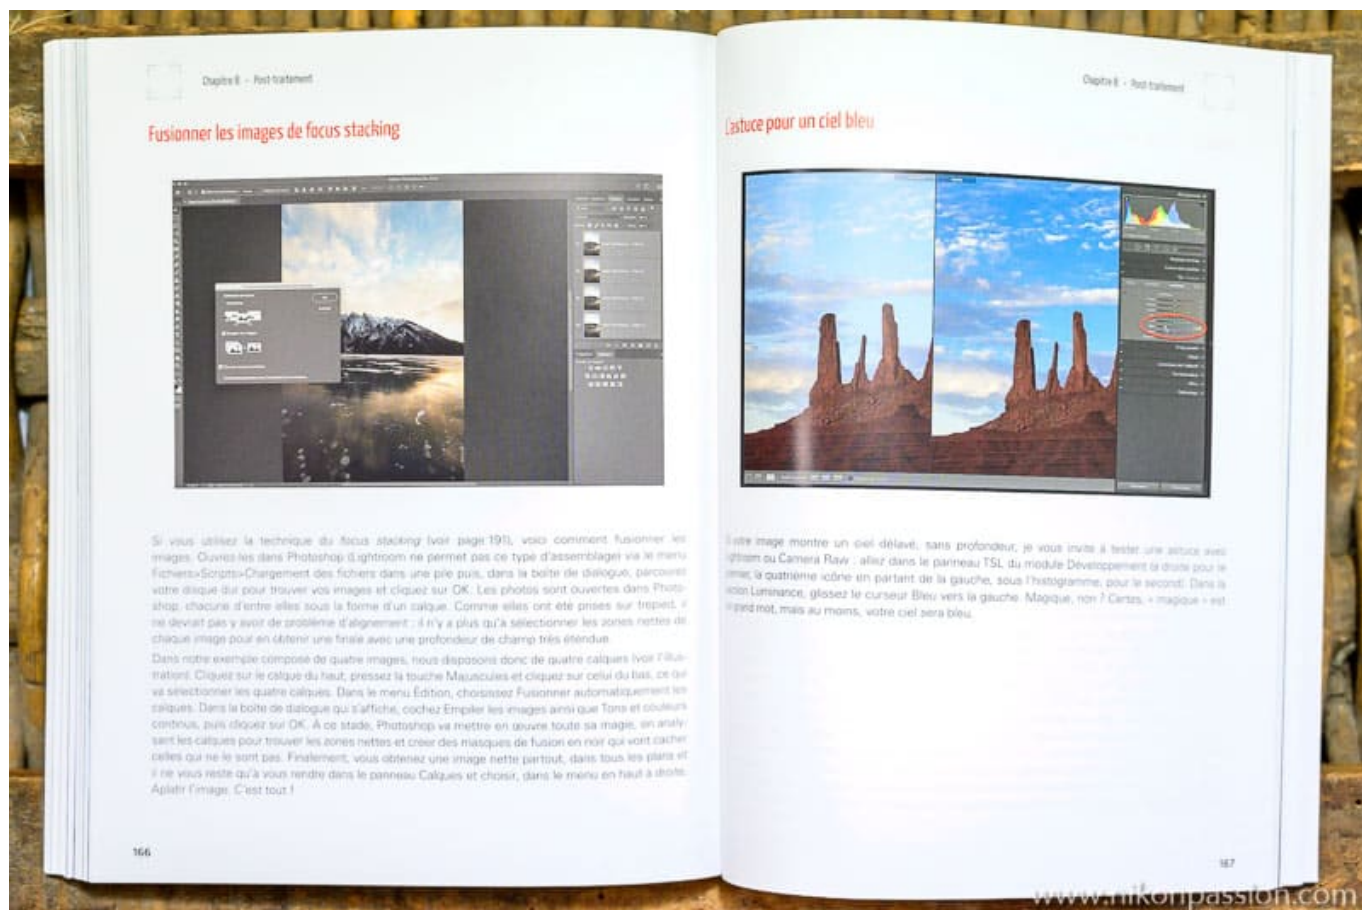 Chapitre 8 - Post-traitement
Fusionner les images de focus stacking
Si vous utilisez la technique du focus stacking (voir page 191), voici comment fusionner les
images. Ouvrez-les dans Photoshop (Lightroom ne permet pas ce type d'assemblage) via le menu
Fichiers>Scripts>Chargement des fichiers dans une pile puis, dans la boîte de dialogue, parcourez
votre disque dur pour trouver vos images et cliquez sur OK. Les photos sont ouvertes dans Photo-
shop, chacune d'entre elles sous la forme d'un calque. Comme elles ont été prises sur trépied, il
ne devrait pas y avoir de problème d'alignement : il n'y a plus qu'à sélectionner les zones nettes de
chaque image pour en obtenir une finale avec une profondeur de champ très étendue.
Dans notre exemple composé de quatre images, nous disposons donc de quatre calques (voir l'illus-
tration). Cliquez sur le calque du haut, pressez la touche Majuscules et cliquez sur celui du bas, ce qui
va sélectionner les quatre calques. Dans le menu Édition, choisissez Fusionner automatiquement les
calques. Dans la boîte de dialogue qui s'affiche, cochez Empiler les images ainsi que Tons et couleurs
continus, puis cliquez sur OK. À ce stade, Photoshop va mettre en œuvre toute sa magie, en analy-
sant les calques pour trouver les zones nettes et créer des masques de fusion en noir qui vont cacher
celles qui ne le sont pas. Finalement, vous obtenez une image nette partout, dans tous les plans et
il ne vous reste qu'à vous rendre dans le panneau Calques et choisir, dans le menu en haut à droite,
Aplatir l'image. C'est tout !
166
Chapitre 8 - Post-traitement
L'astuce pour un ciel bleu
votre image montre un ciel délavé, sans profondeur, je vous invite à tester une astuce avec
ou Camera Raw : allez dans le panneau TSL du module Développement (à droite pour le
la quatrième icône en partant de la gauche, sous l'histogramme, pour le second). Dans la
Luminance, glissez le curseur Bleu vers la gauche. Magique, non ? Certes, « magique » est
grand mot, mais au moins, votre ciel sera bleu.
167
www.nikonpassion.com